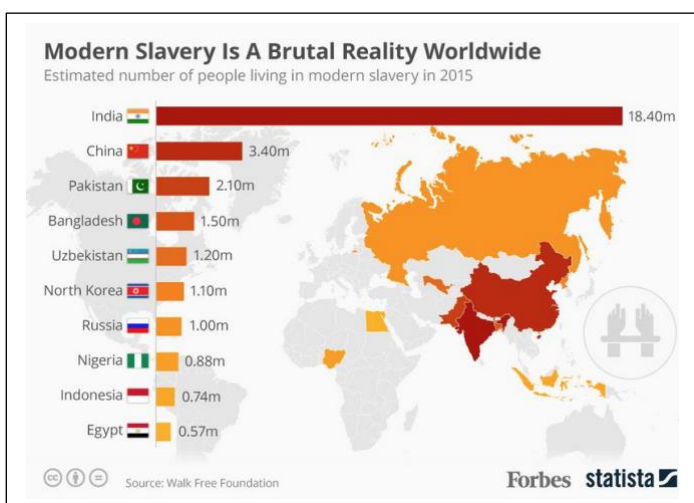 Modern Slavery Is A Brutal Reality Worldwide
Estimated number of people living in modern slavery in 2015
India 18.40m
China 3.40m
Pakistan 2.10m
Bangladesh 1.50m
Uzbekistan 1.20m
North Korea 1.10m
Russia 1.00m
Nigeria 0.88m
Indonesia 0.74m
Egypt 0.57m
cc
Source: Walk Free Foundation
Forbes statista